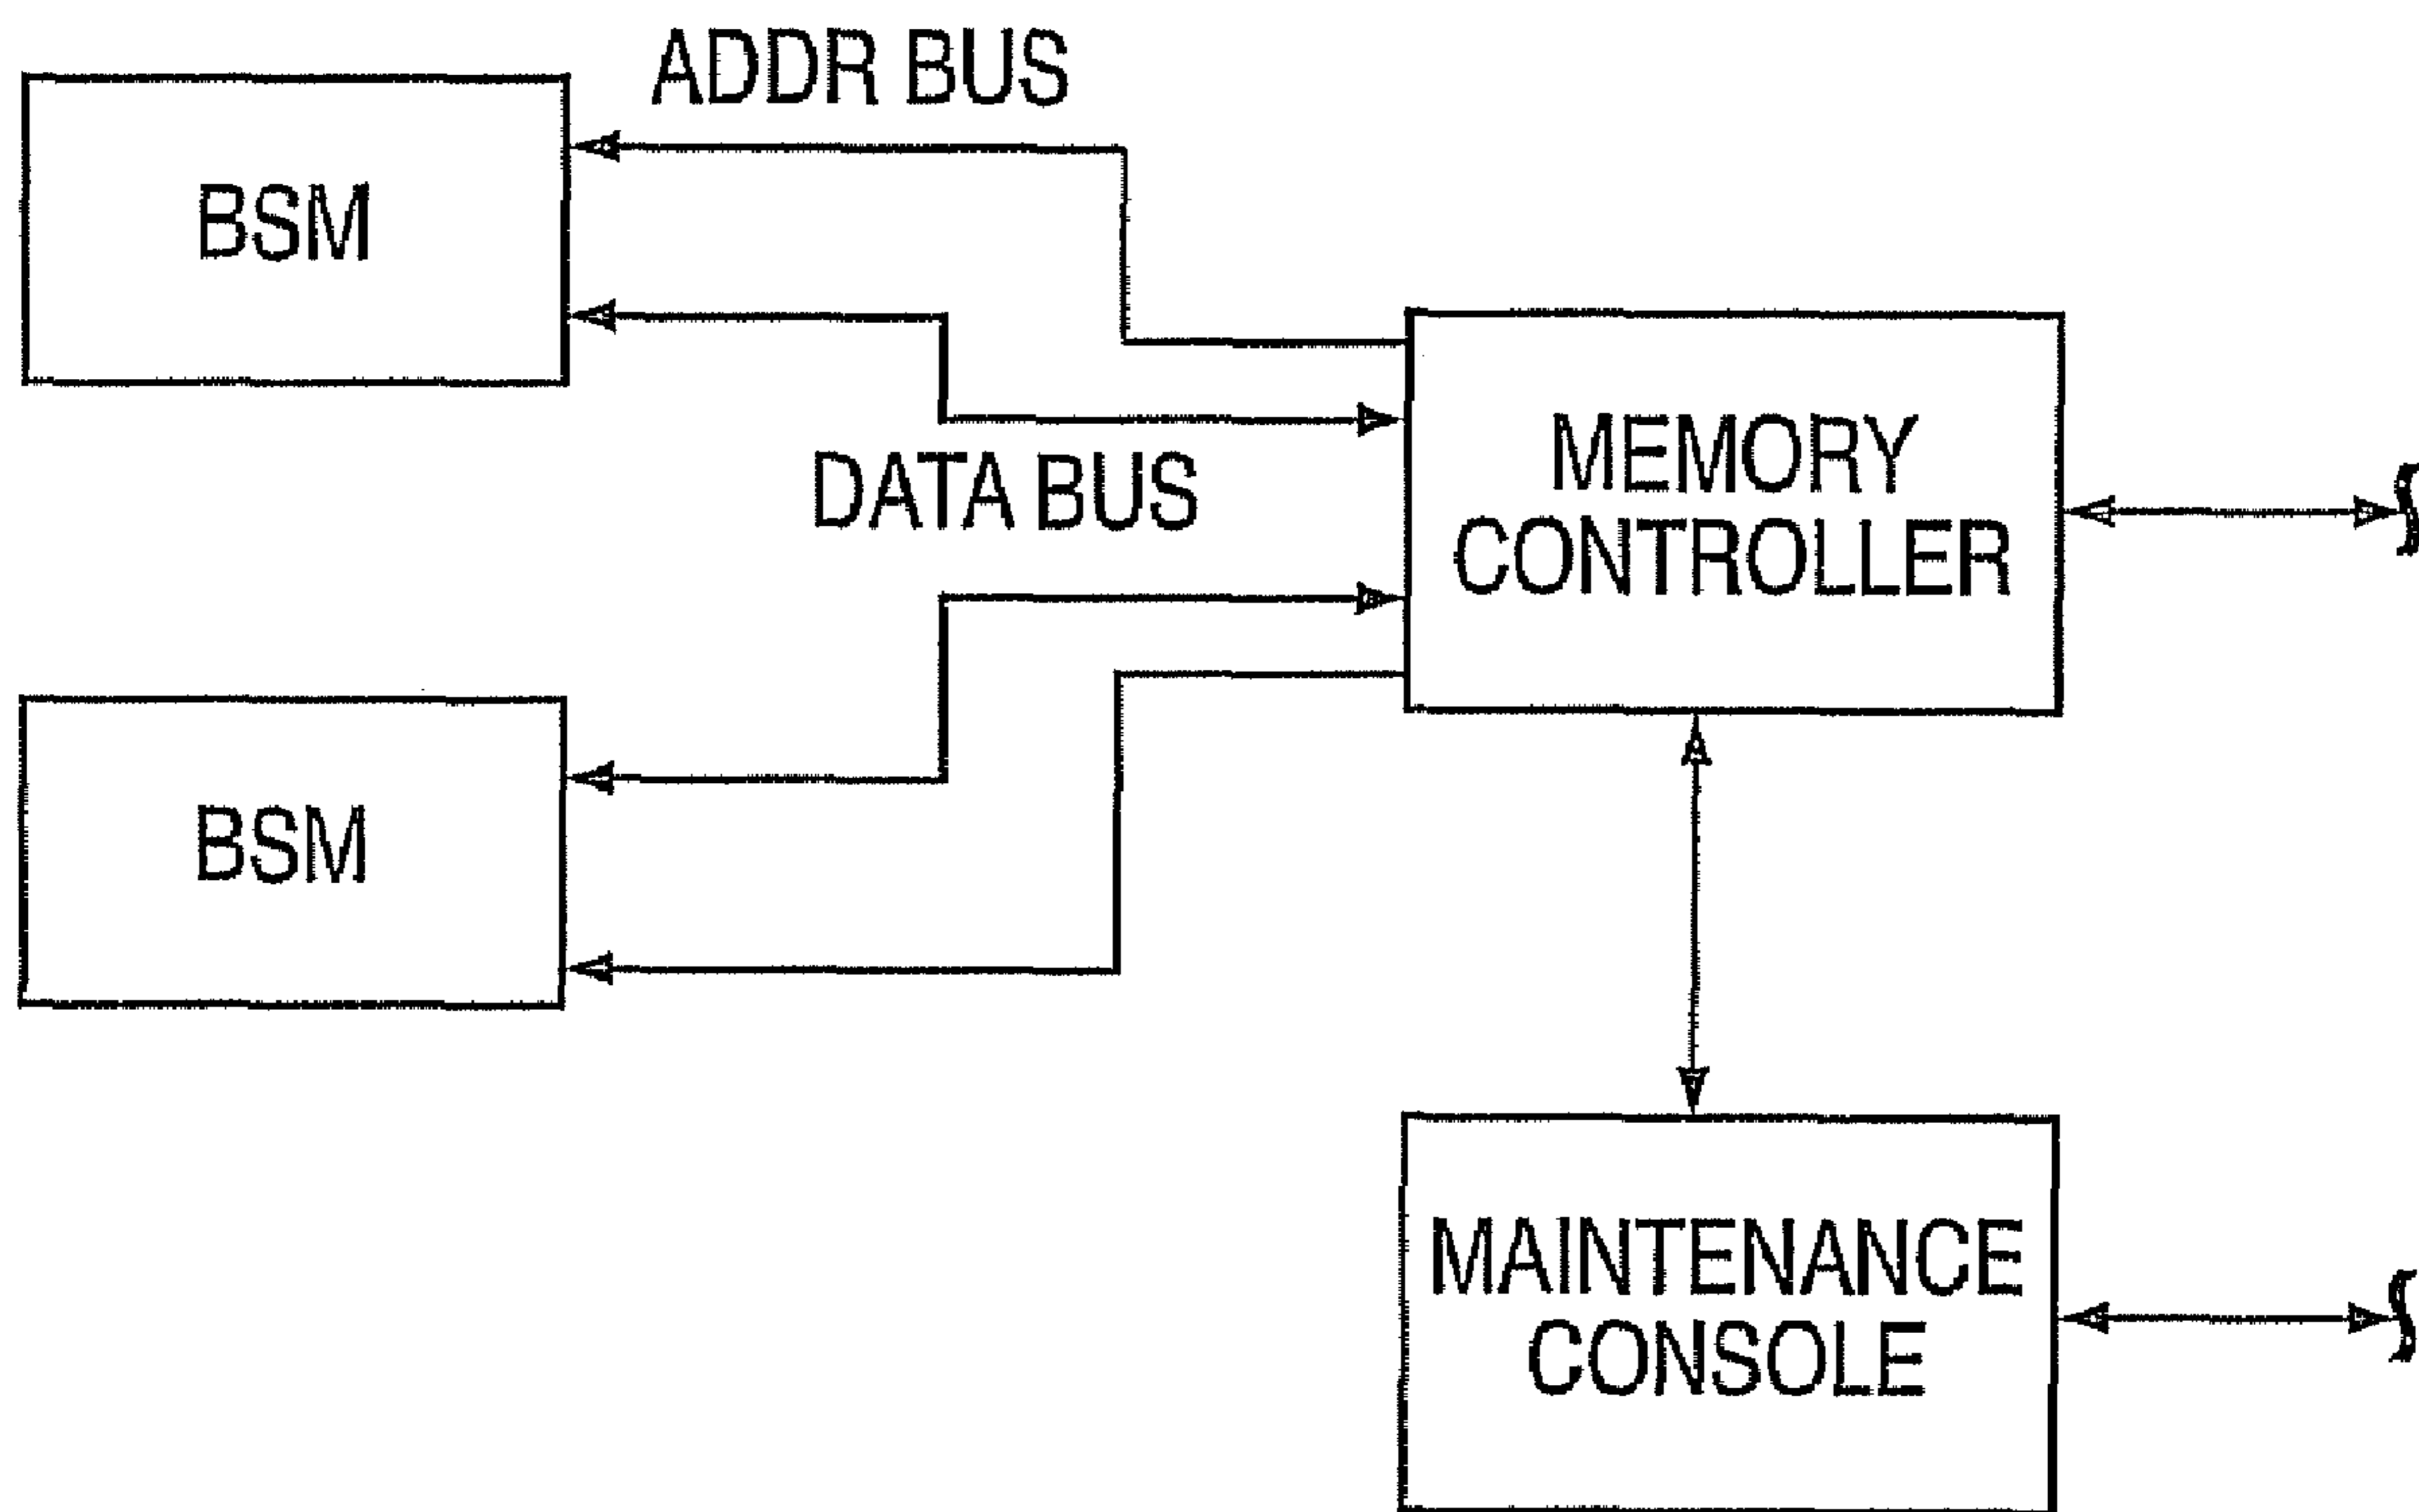 ADDR BUS
BSM
DATA BUS
MEMORY
CONTROLLER
BSM
MAINTENANCE
CONSOLE